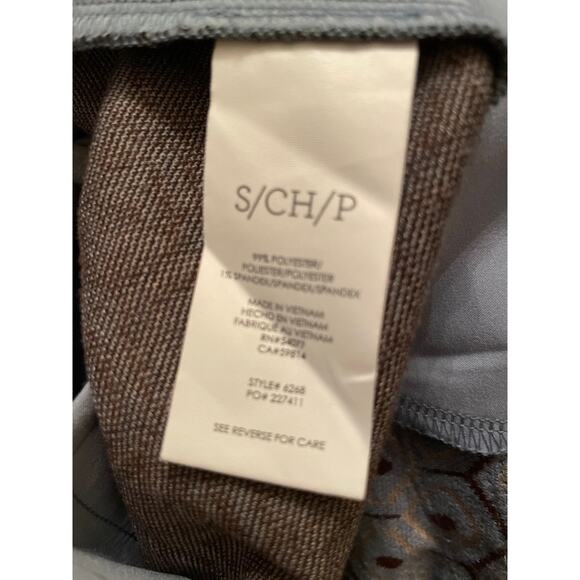 S/CH/P
99% POLYESTER/
POLIESTER/POLYESTER
1% SPANDEX/SPANDEX/SPANDEX
MADE IN VIETNAM
HECHO EN VIETNAM
FABRIQUÉ AU VIETNAM
RN#54077
CA#59814
STYLE# 6268
PO# 227411
SEE REVERSE FOR CARE